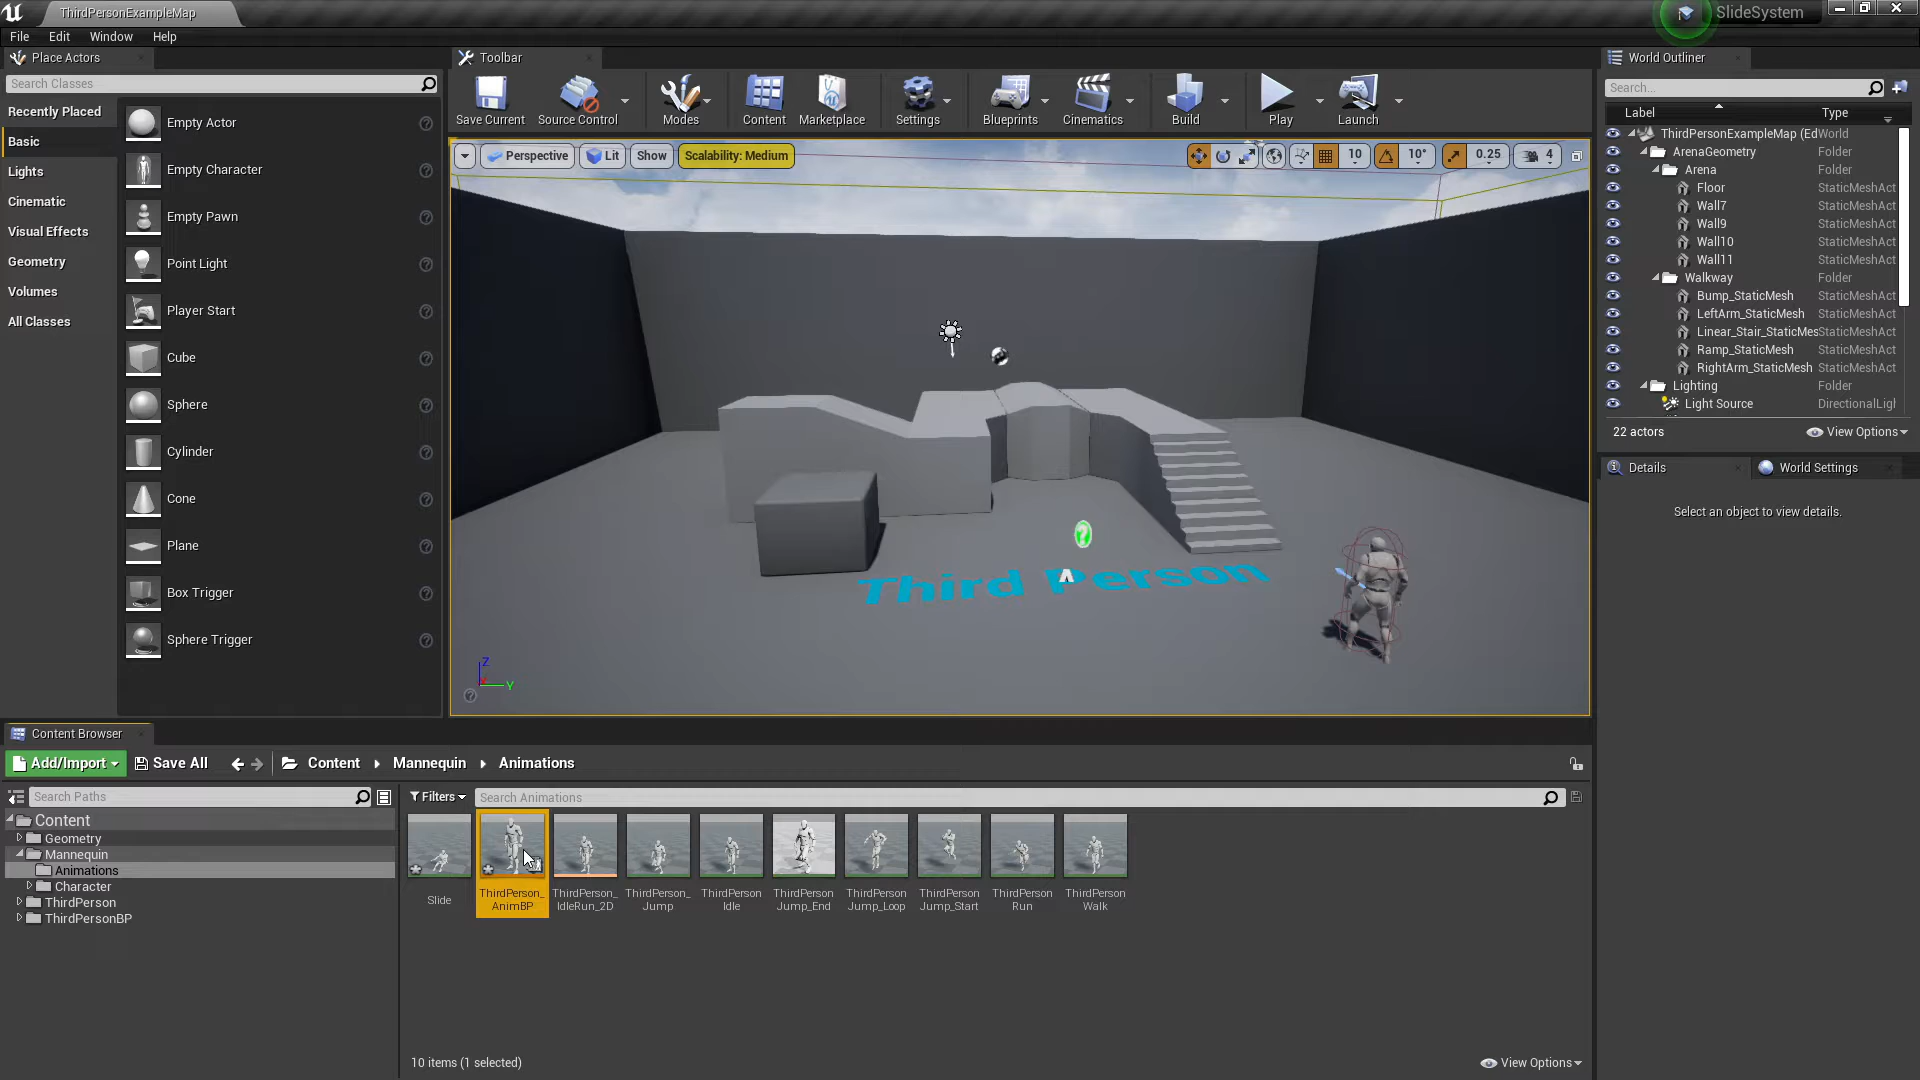 ThirdPersonExampleMap
SlideSystem
File Edit Window Help
Place Actors
Search Classes
Recently Placed
Basic
Lights
Cinematic
Visual Effects
Geometry
Volumes
All Classes
Empty Actor
Empty Character
Empty Pawn
Point Light
Player Start
Cube
Sphere
Cylinder
Cone
Plane
Box Trigger
Sphere Trigger
Toolbar
Save Current
Source Control
Modes
Content
Marketplace
Settings
Blueprints
Cinematics
Build
Play
Launch
Perspective
Lit
Show
Scalability: Medium
10
10°
0.25
4
Third Person
Z
Y
World Outliner
Search...
Label Type
ThirdPersonExampleMap (Ed World
ArenaGeometry Folder
Arena Folder
Floor StaticMeshAct
Wall7 StaticMeshAct
Wall9 StaticMeshAct
Wall10 StaticMeshAct
Wall11 StaticMeshAct
Walkway Folder
Bump_StaticMesh StaticMeshAct
LeftArm_StaticMesh StaticMeshAct
Linear_Stair_StaticMes StaticMeshAct
Ramp_StaticMesh StaticMeshAct
RightArm_StaticMesh StaticMeshAct
Lighting Folder
Light Source DirectionalLigh
22 actors
View Options
Details
World Settings
Select an object to view details.
Content Browser
Add/Import
Save All
Content
Mannequin
Animations
Search Paths
Filters
Search Animations
Content
Geometry
Mannequin
Animations
Character
ThirdPerson
ThirdPersonBP
Slide
ThirdPerson_
AnimBP
ThirdPerson_
IdleRun_2D
ThirdPerson_
Jump
ThirdPerson
Idle
ThirdPerson
Jump_End
ThirdPerson
Jump_Loop
ThirdPerson
Jump_Start
ThirdPerson
Run
ThirdPerson
Walk
10 items (1 selected)
View Options